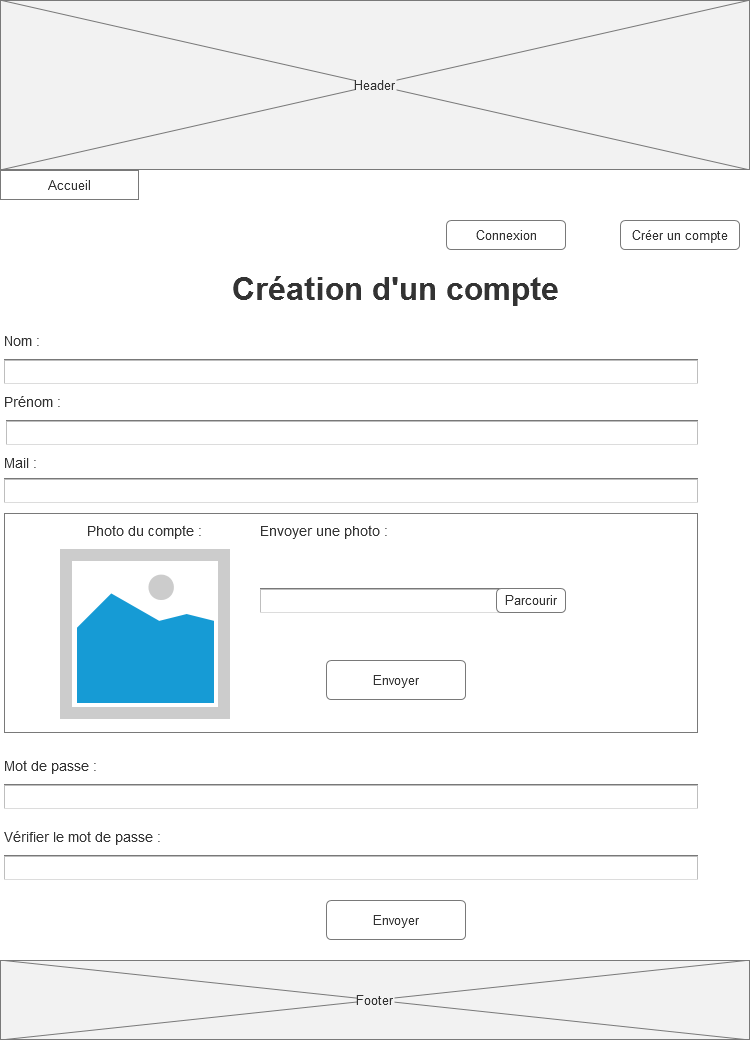 Header
Accueil
Connexion
Créer un compte
Création d'un compte
Nom :
Prénom :
Mail :
Photo du compte :
Envoyer une photo :
Parcourir
Envoyer
Mot de passe :
Vérifier le mot de passe :
Envoyer
Footer